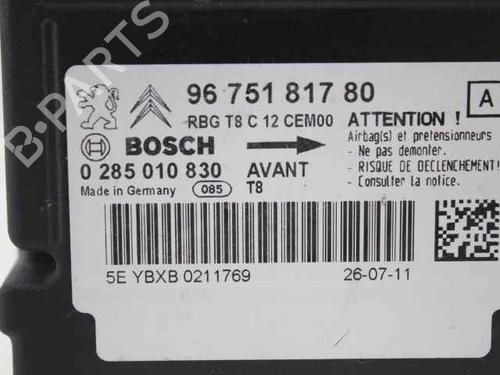 96 751 817 80
A
RBG T8 C 12 CEM00
ATTENTION !
BOSCH
Airbag(s) et pretensionneurs
- Ne pas demonter.
0 285 010 830
AVANT
- RISQUE DE DECLENCHEMENT!
Made in Germany
085
T8
- Consulter la notice.
5E YBXB 0211769
26-07-11